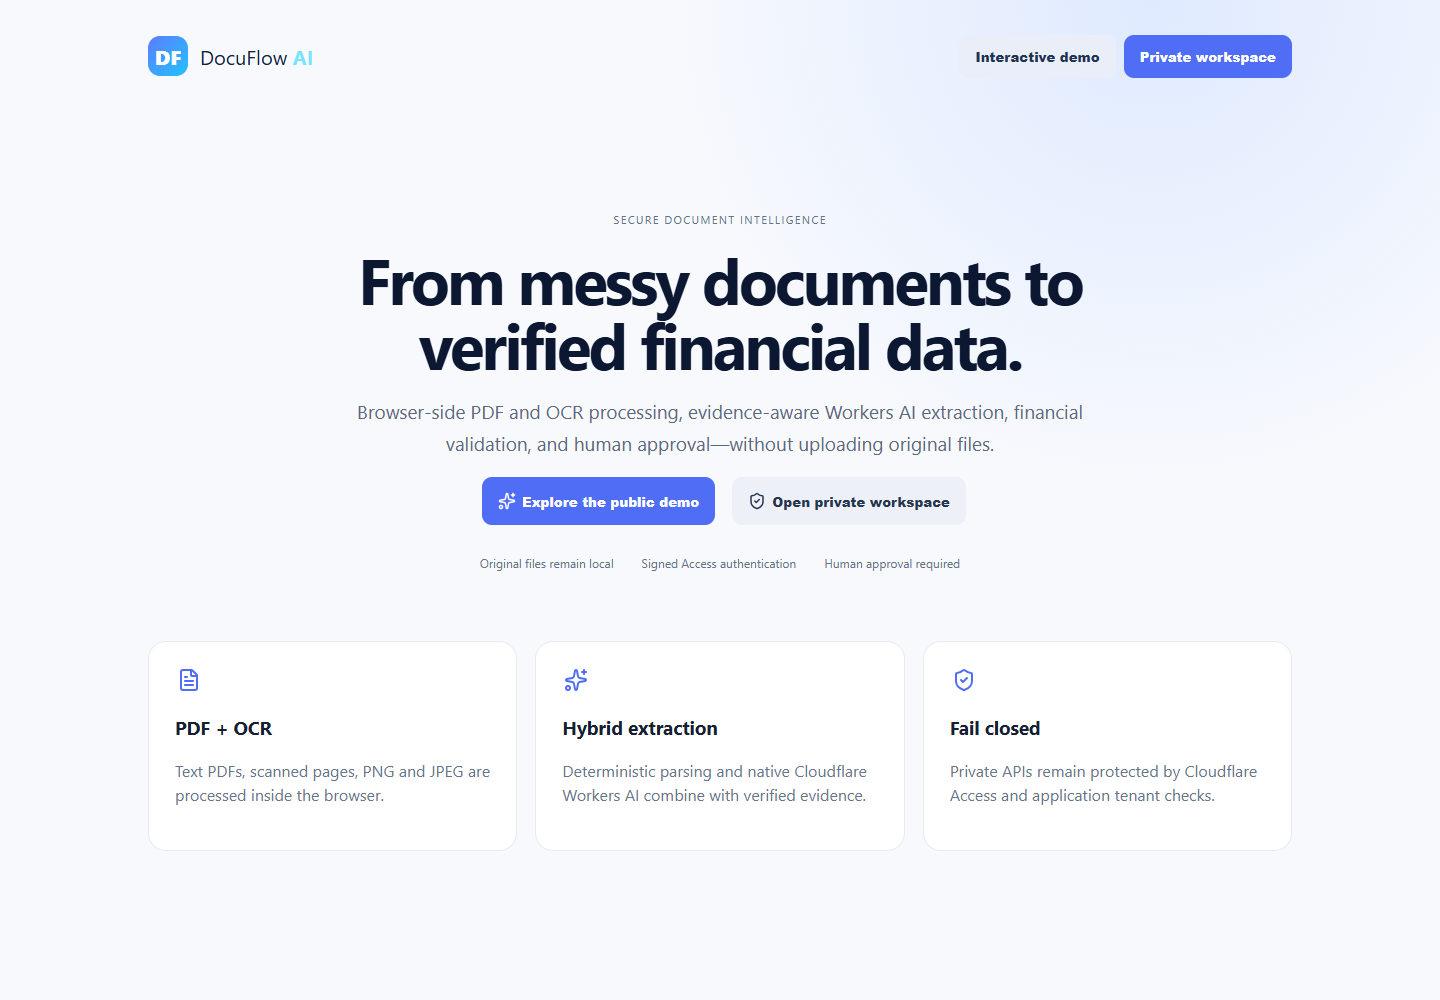 DF DocuFlow AI
Interactive demo
Private workspace
SECURE DOCUMENT INTELLIGENCE
From messy documents to
verified financial data.
Browser-side PDF and OCR processing, evidence-aware Workers AI extraction, financial
validation, and human approval—without uploading original files.
Explore the public demo
Open private workspace
Original files remain local
Signed Access authentication
Human approval required
PDF + OCR
Text PDFs, scanned pages, PNG and JPEG are
processed inside the browser.
Hybrid extraction
Deterministic parsing and native Cloudflare
Workers AI combine with verified evidence.
Fail closed
Private APIs remain protected by Cloudflare
Access and application tenant checks.